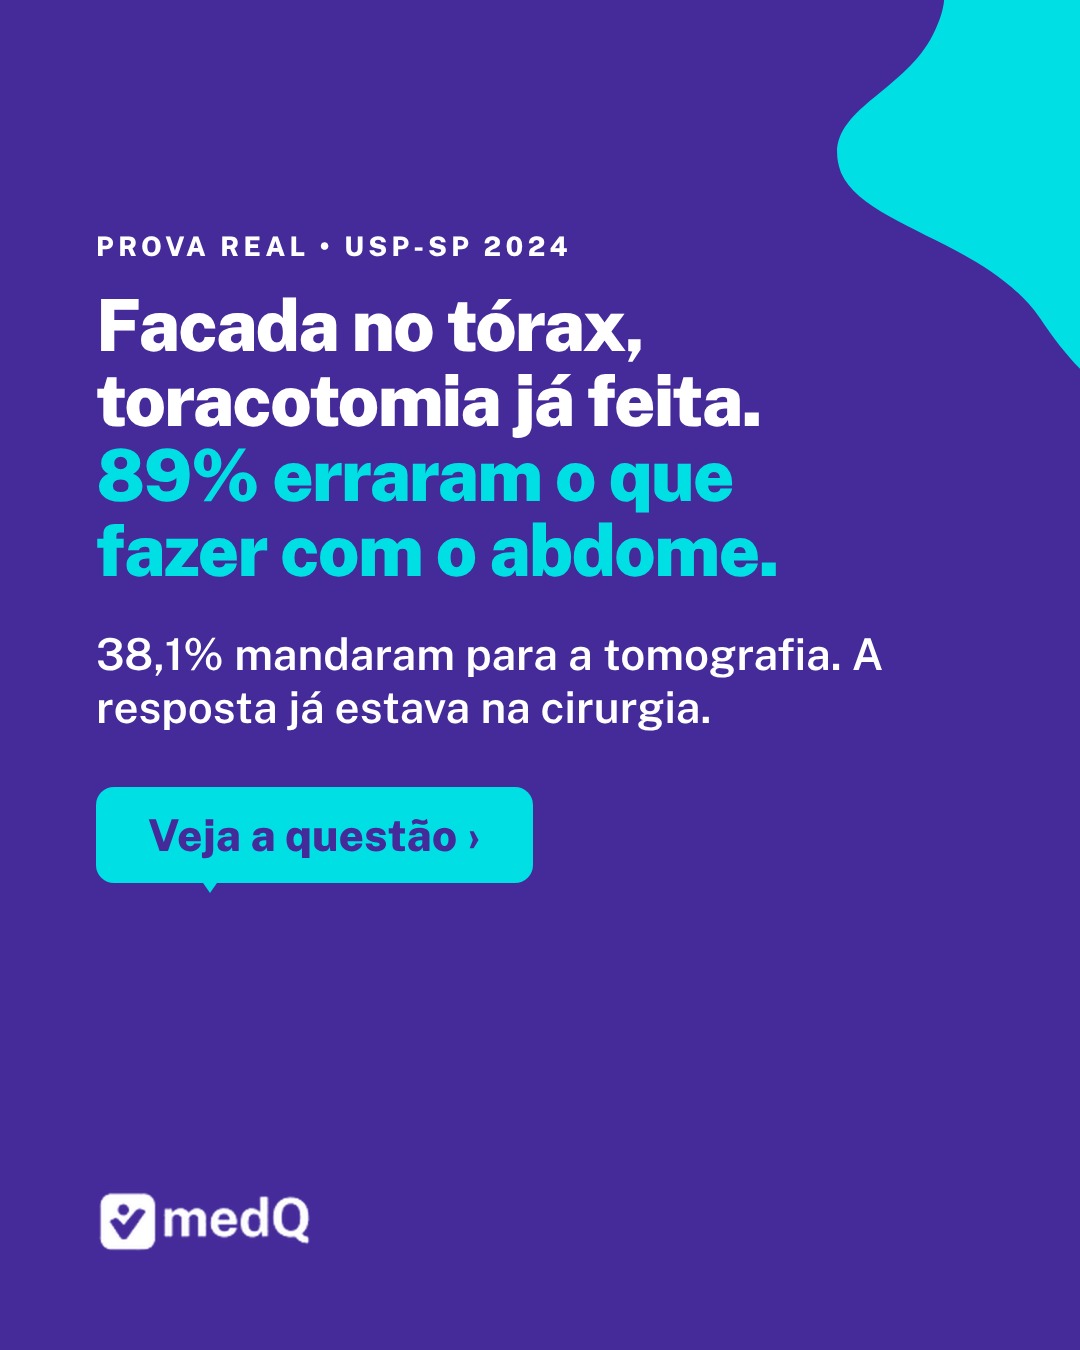 PROVA REAL • USP-SP 2024
Facada no tórax,
toracotomia já feita.
89% erraram o que
fazer com o abdome.
38,1% mandaram para a tomografia. A
resposta já estava na cirurgia.
Veja a questão ›
medQ